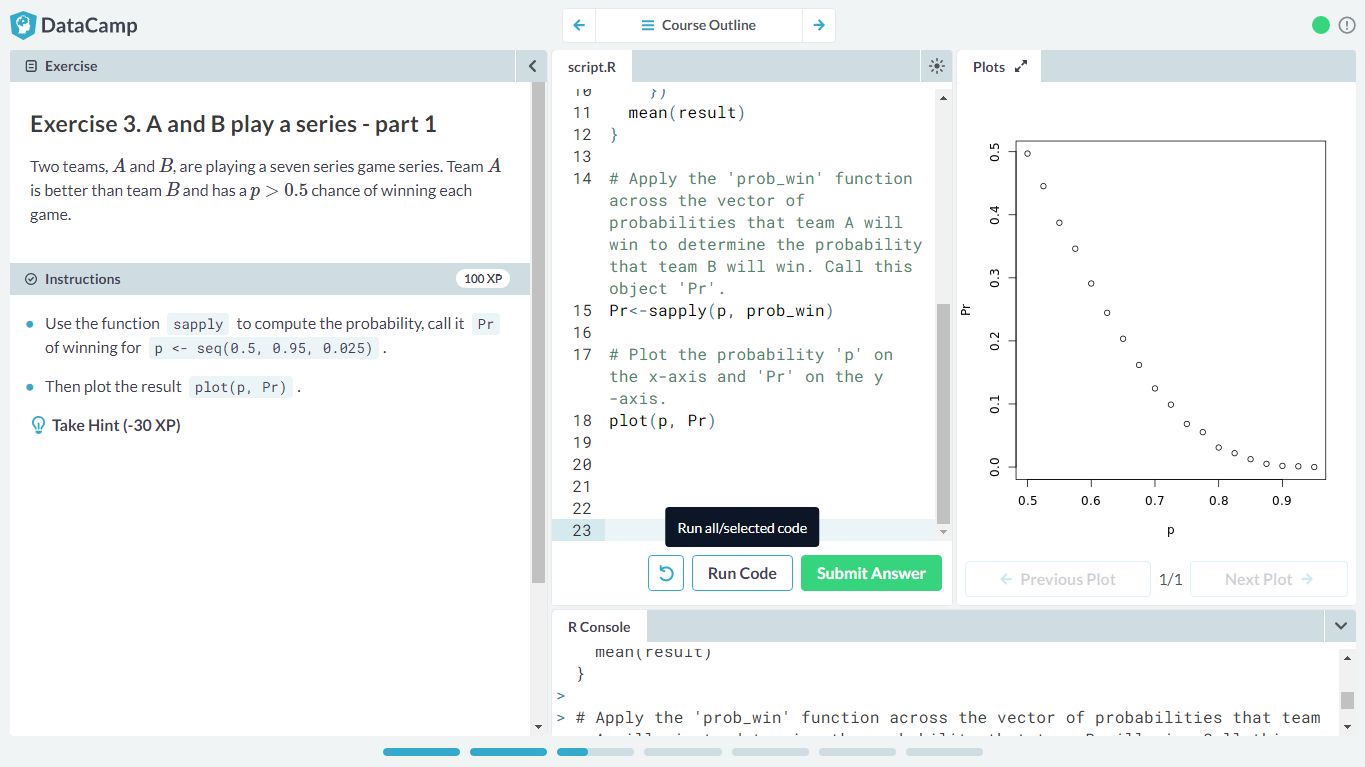 DataCamp
Course Outline
Exercise
Exercise 3. A and B play a series - part 1
Two teams, A and B, are playing a seven series game series. Team A
is better than team B and has a p > 0.5 chance of winning each
game.
Instructions
100 XP
Use the function sapply to compute the probability, call it Pr
of winning for p <- seq(0.5, 0.95, 0.025) .
Then plot the result plot(p, Pr) .
Take Hint (-30 XP)
script.R
10 })
11 mean(result)
12 }
13
14 # Apply the 'prob_win' function
across the vector of
probabilities that team A will
win to determine the probability
that team B will win. Call this
object 'Pr'.
15 Pr<-sapply(p, prob_win)
16
17 # Plot the probability 'p' on
the x-axis and 'Pr' on the y
-axis.
18 plot(p, Pr)
19
20
21
22
23
Run all/selected code
Run Code
Submit Answer
Plots
0.5
0.4
0.3
0.2
0.1
0.0
Pr
0.5 0.6 0.7 0.8 0.9
p
Previous Plot
1/1
Next Plot
R Console
mean(result)
}
>
> # Apply the 'prob_win' function across the vector of probabilities that team